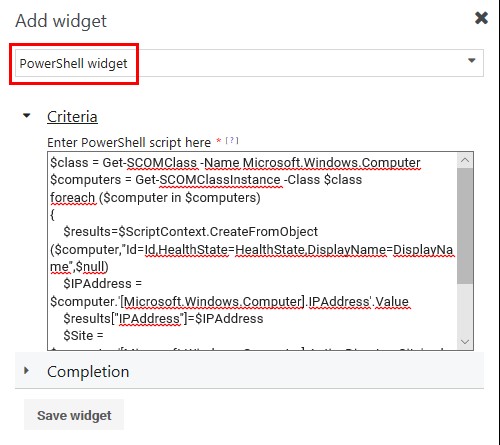 Add widget
PowerShell widget
Criteria
Enter PowerShell script here * [?]
$class = Get-SCOMClass -Name Microsoft.Windows.Computer
$computers = Get-SCOMClassInstance -Class $class
foreach ($computer in $computers)
{
$results=$ScriptContext.CreateFromObject
($computer,"Id=Id,HealthState=HealthState,DisplayName=DisplayNa
me",$null)
$IPAddress =
$computer.'[Microsoft.Windows.Computer].IPAddress'.Value
$results["IPAddress"]=$IPAddress
$Site =
Completion
Save widget